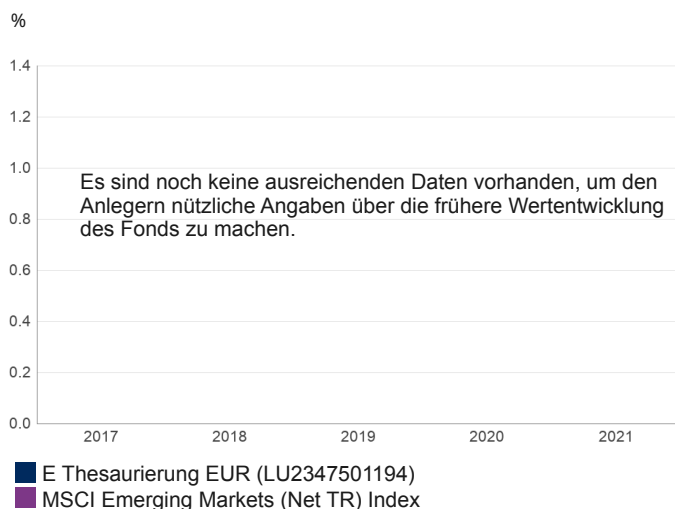 %
1.4
1.2
1.0
Es sind noch keine ausreichenden Daten vorhanden, um den
Anlegern nützliche Angaben über die frühere Wertentwicklung
0.8
des Fonds zu machen.
0.6
0.4
0.2
0.0
2017 2018 2019 2020 2021
E Thesaurierung EUR (LU2347501194)
MSCI Emerging Markets (Net TR) Index